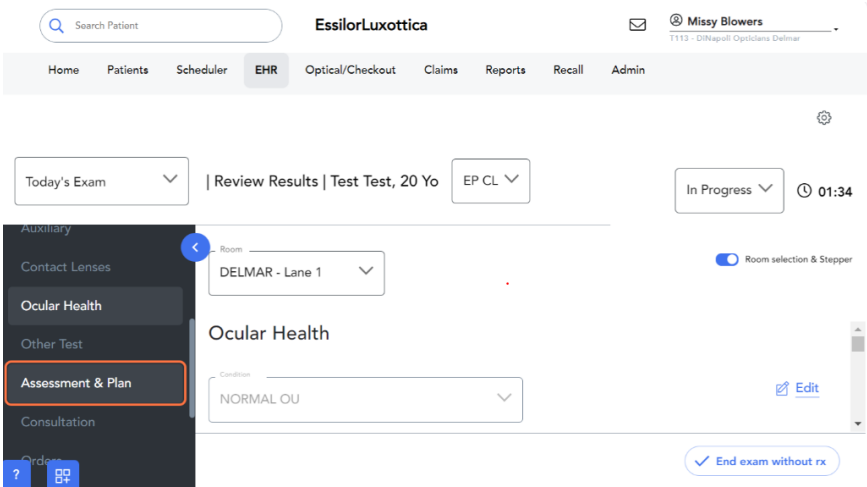 Search Patient
EssilorLuxottica
Missy Blowers
T113 - DiNapoli Opticians Delmar
Home Patients Scheduler EHR Optical/Checkout Claims Reports Recall Admin
Today's Exam
| Review Results | Test Test, 20 Yo
EP CL
In Progress
01:34
Auxiliary
Contact Lenses
Ocular Health
Other Test
Assessment & Plan
Consultation
Orders
?
Room
DELMAR - Lane 1
Room selection & Stepper
Ocular Health
Condition
NORMAL OU
Edit
End exam without rx